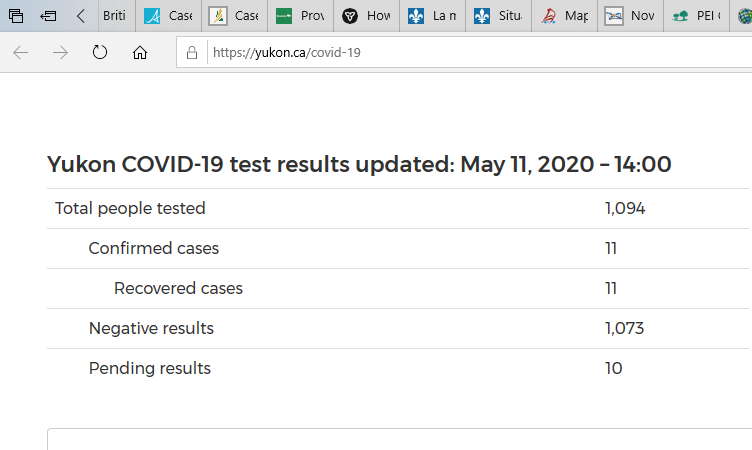 Briti Case Case Prov How La m Situ Map Nov PEI
https://yukon.ca/covid-19
Yukon COVID-19 test results updated: May 11, 2020 – 14:00
Total people tested 1,094
Confirmed cases 11
Recovered cases 11
Negative results 1,073
Pending results 10